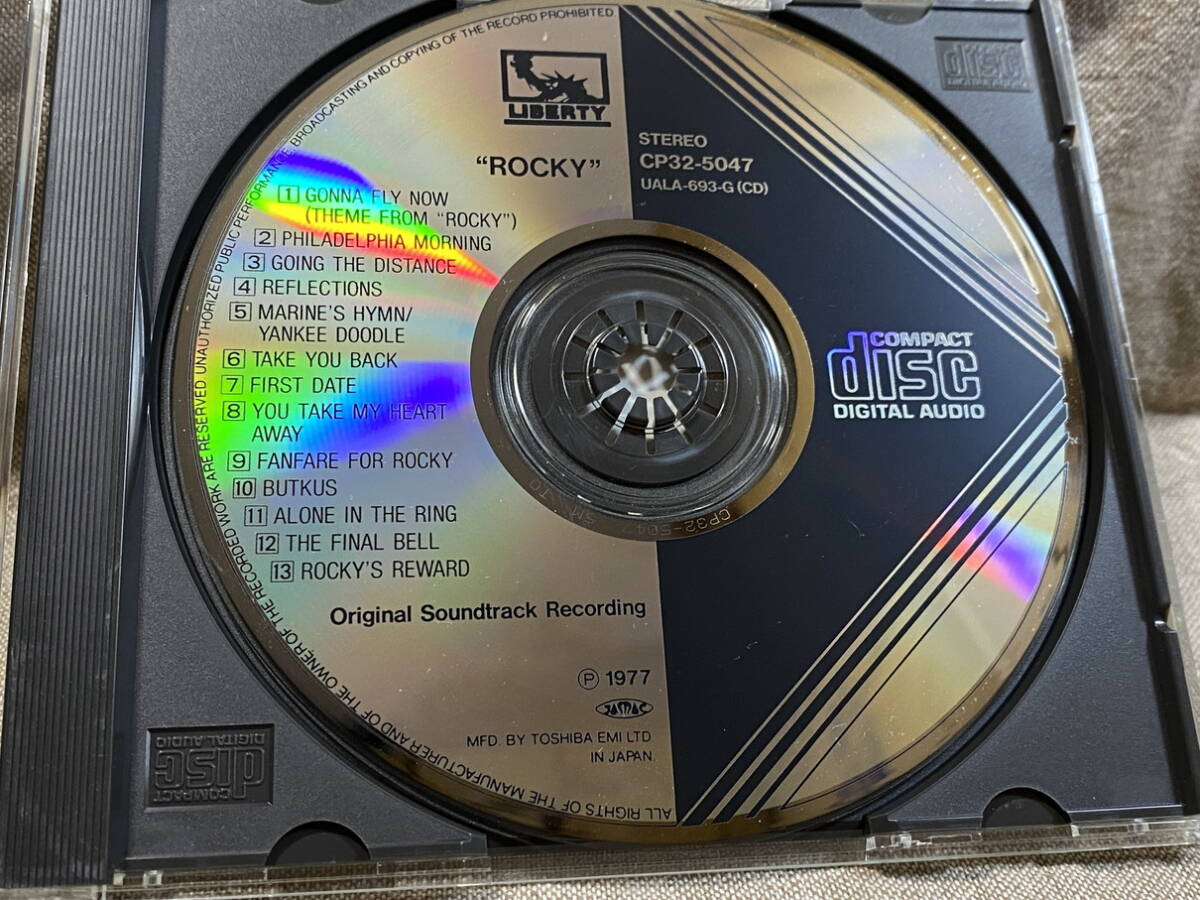 ALL RIGHTS OF THE MANUFACTURER AND OF THE OWNER OF THE RECORDED WORK ARE RESERVED UNAUTHORIZED PUBLIC PERFORMANCE, BROADCASTING AND COPYING OF THE RECORD PROHIBITED
LIBERTY
"ROCKY"
STEREO
CP32-5047
UALA-693-G (CD)
1 GONNA FLY NOW
(THEME FROM "ROCKY")
2 PHILADELPHIA MORNING
3 GOING THE DISTANCE
4 REFLECTIONS
5 MARINE'S HYMN/
YANKEE DOODLE
6 TAKE YOU BACK
7 FIRST DATE
8 YOU TAKE MY HEART
AWAY
9 FANFARE FOR ROCKY
10 BUTKUS
11 ALONE IN THE RING
12 THE FINAL BELL
13 ROCKY'S REWARD
COMPACT
disc
DIGITAL AUDIO
Original Soundtrack Recording
Ⓟ 1977
JASRAC
MFD. BY TOSHIBA EMI LTD.
IN JAPAN.
disc
DIGITAL AUDIO
COMPACT
disc
DIGITAL AUDIO